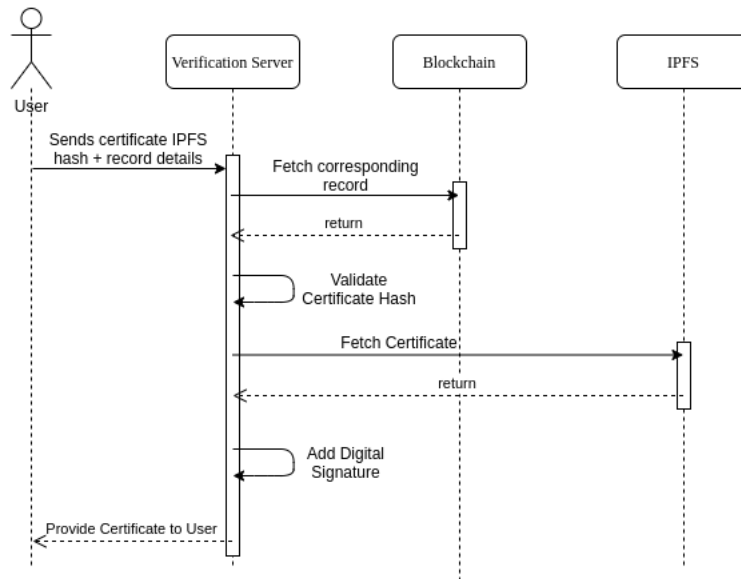 Verification Server
Blockchain
IPFS
User
Sends certificate IPFS
hash + record details
Fetch corresponding
record
return
Validate
Certificate Hash
Fetch Certificate
return
Add Digital
Signature
Provide Certificate to User